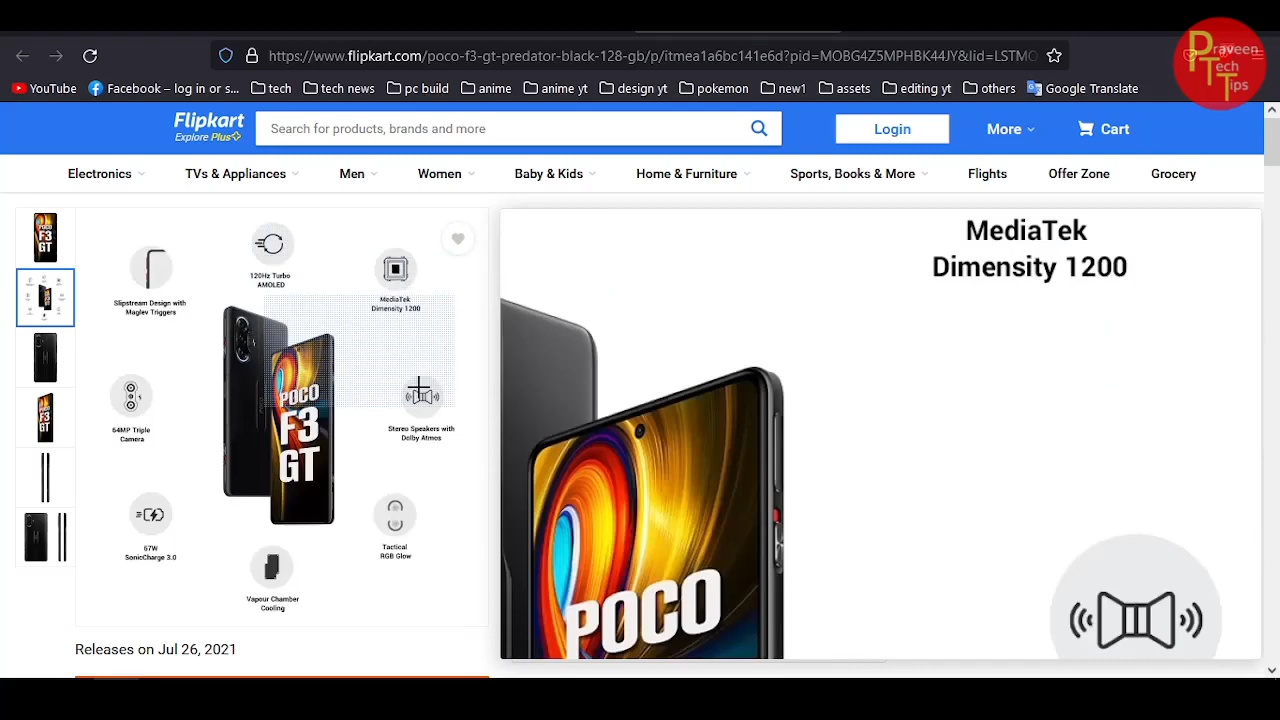 https://www.flipkart.com/poco-f3-gt-predator-black-128-gb/p/itmea1a6bc141e6d?pid=MOBG4Z5MPHBK44JY&lid=LSTMO
Praveen
Tech
Tips
YouTube
Facebook – log in or s...
tech
tech news
pc build
animu
anime yt
design yt
pokemon
new1
assets
editing yt
others
Google Translate
Flipkart
Explore Plus
Search for products, brands and more
Login
More
Cart
Electronics
TVs & Appliances
Men
Women
Baby & Kids
Home & Furniture
Sports, Books & More
Flights
Offer Zone
Grocery
POCO
F3
GT
120Hz Turbo
AMOLED
Slipstream Design with
Maglev Triggers
MediaTek
Dimensity 1200
64MP Triple
Camera
POCO
F3
GT
Stereo Speakers with
Dolby Atmos
67W
SonicCharge 3.0
Tactical
RGB Glow
Vapour Chamber
Cooling
Releases on Jul 26, 2021
MediaTek
Dimensity 1200
POCO